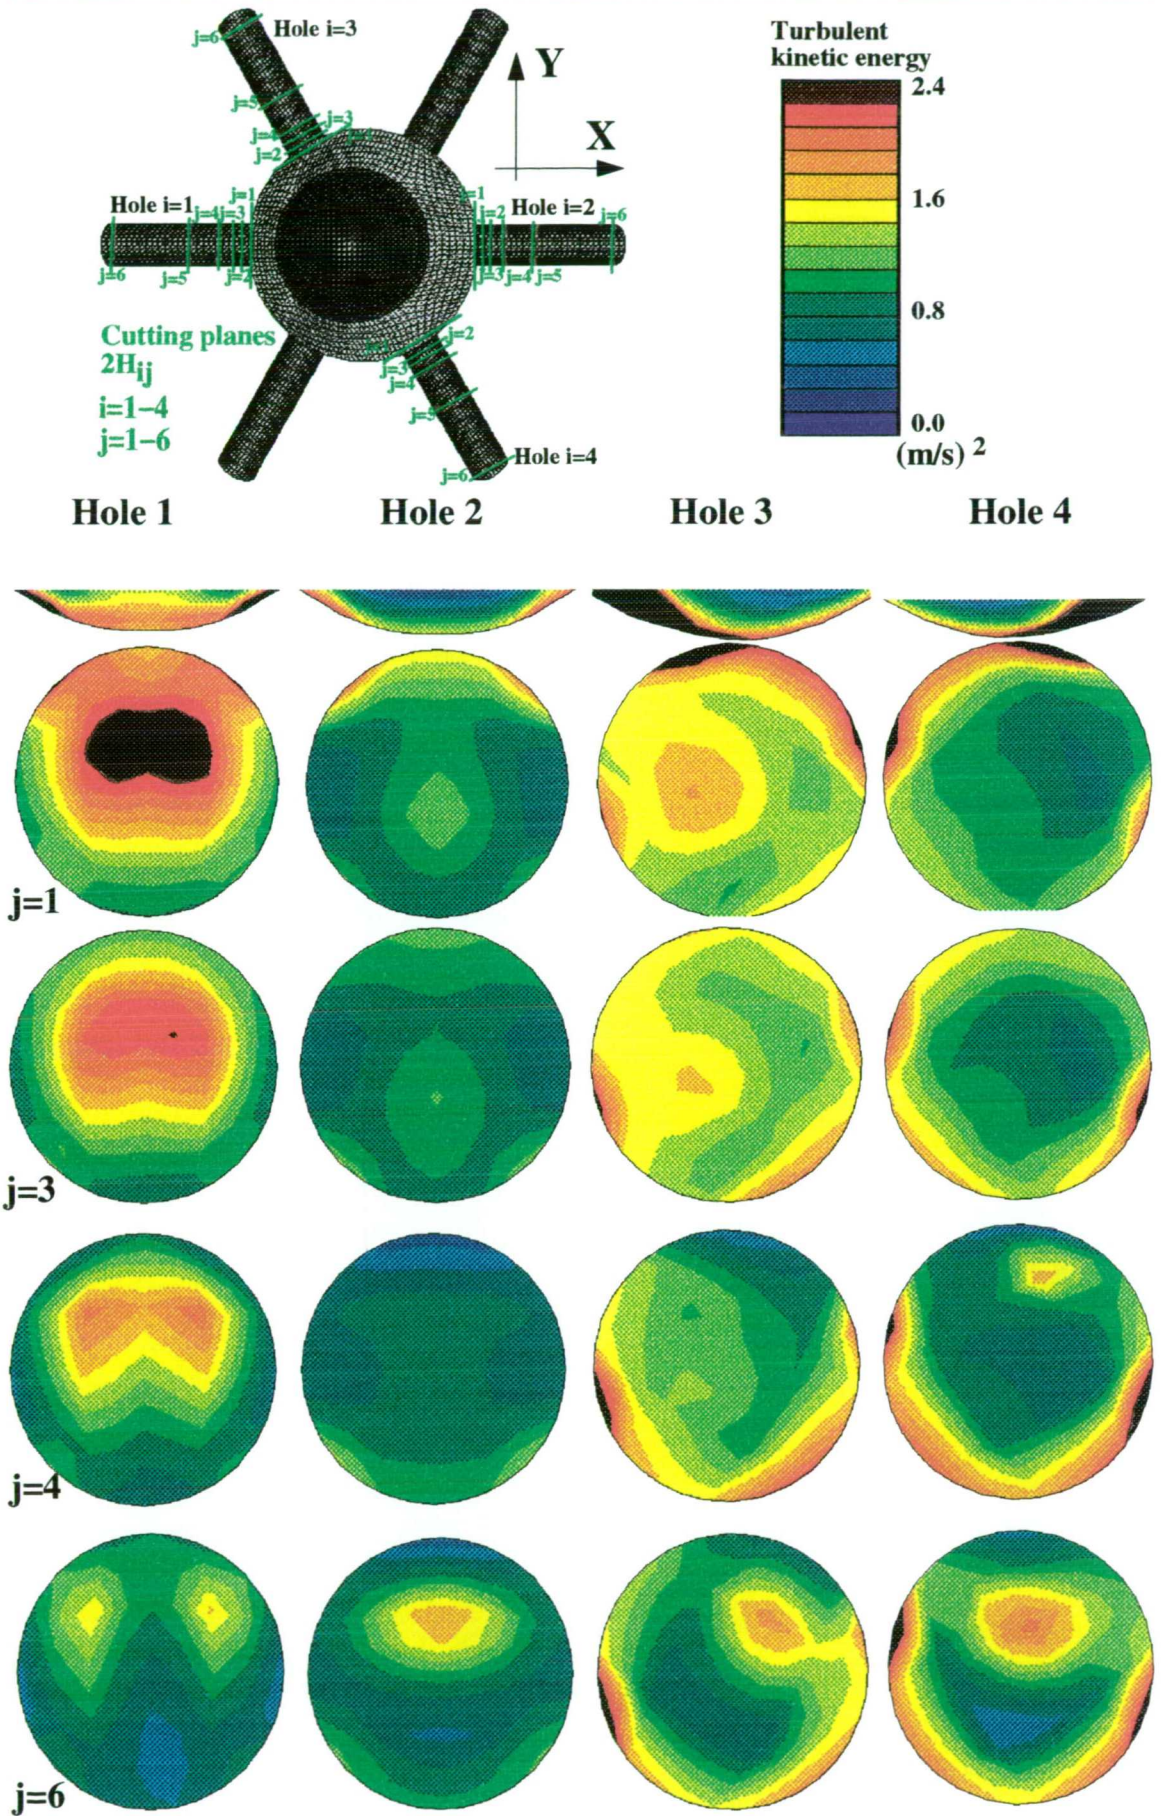 Hole i=3
j=6
j=5
j=4
j=3
j=2
Y
X
Turbulent
kinetic energy
2.4
1.6
0.8
0.0
(m/s) 2
Hole i=1
j=1
j=4
j=3
j=6
j=5
j=2
Hole i=2
j=2
j=6
j=3
j=4
j=5
Cutting planes
2Hij
i=1-4
j=1-6
j=2
j=3
j=4
j=5
j=6
Hole i=4
Hole 1 Hole 2 Hole 3 Hole 4
j=1
j=3
j=4
j=6